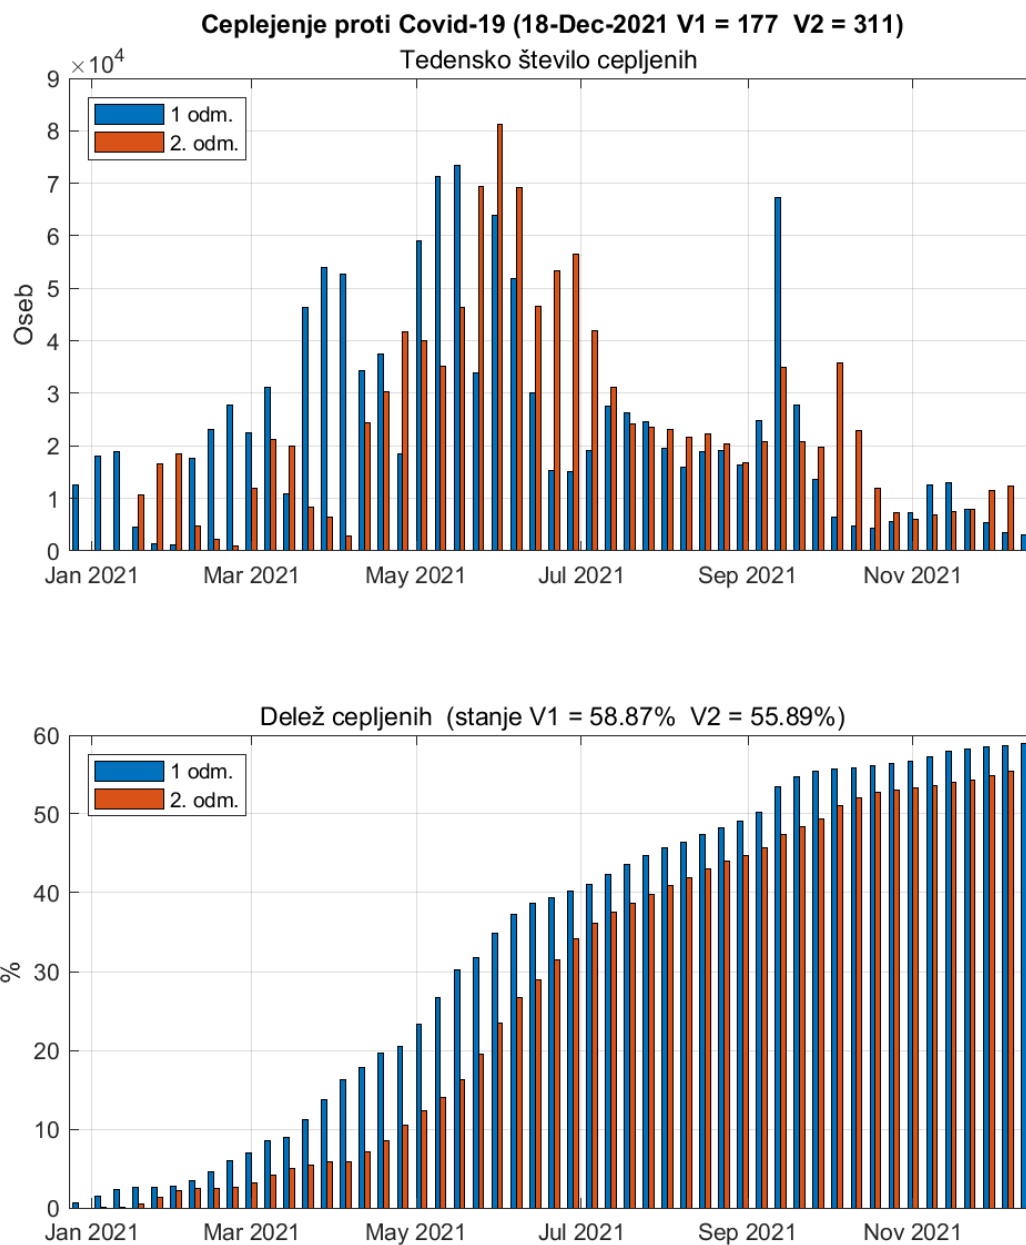 Ceplejenje proti Covid-19 (18-Dec-2021 V1 = 177 V2 = 311)
Tedensko število cepljenih
×10⁴
9
8
7
6
5
4
3
2
1
0
Oseb
1 odm.
2. odm.
Jan 2021 Mar 2021 May 2021 Jul 2021 Sep 2021 Nov 2021
Delež cepljenih (stanje V1 = 58.87% V2 = 55.89%)
60
50
40
30
20
10
0
%
1 odm.
2. odm.
Jan 2021 Mar 2021 May 2021 Jul 2021 Sep 2021 Nov 2021